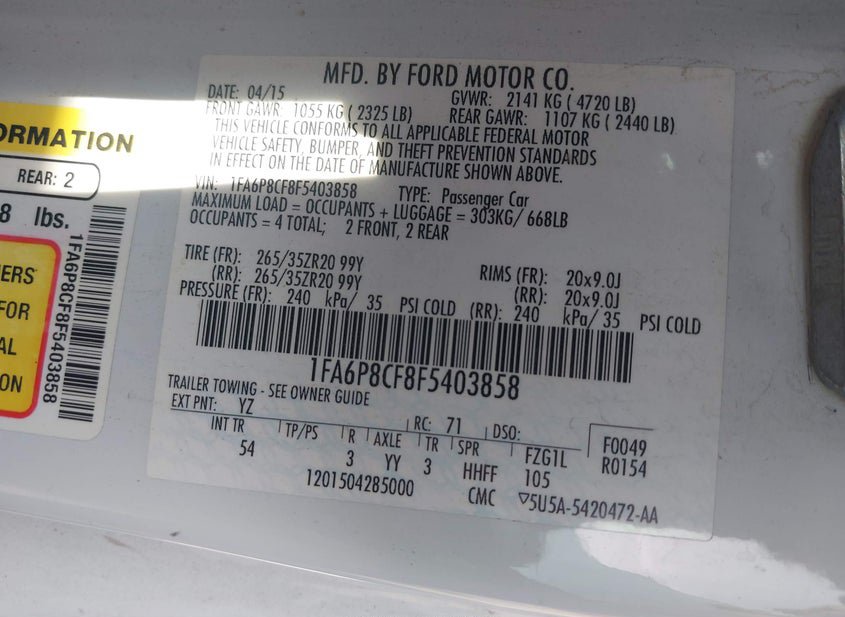 ORMATION
REAR: 2
8 lbs.
ERS
FOR
AL
ON
1FA6P8CF8F5403858
MFD. BY FORD MOTOR CO.
DATE: 04/15 GVWR: 2141 KG ( 4720 LB)
FRONT GAWR: 1055 KG ( 2325 LB) REAR GAWR: 1107 KG ( 2440 LB)
THIS VEHICLE CONFORMS TO ALL APPLICABLE FEDERAL MOTOR
VEHICLE SAFETY, BUMPER, AND THEFT PREVENTION STANDARDS
IN EFFECT ON THE DATE OF MANUFACTURE SHOWN ABOVE.
VIN: 1FA6P8CF8F5403858 TYPE: Passenger Car
MAXIMUM LOAD = OCCUPANTS + LUGGAGE = 303KG/ 668LB
OCCUPANTS = 4 TOTAL; 2 FRONT, 2 REAR
TIRE (FR): 265/35ZR20 99Y RIMS (FR): 20x9.0J
(RR): 265/35ZR20 99Y (RR): 20x9.0J
PRESSURE (FR): 240 kPa/ 35 PSI COLD (RR): 240 kPa/ 35 PSI COLD
1FA6P8CF8F5403858
TRAILER TOWING - SEE OWNER GUIDE
EXT PNT: YZ RC: 71 DSO:
INT TR TP/PS R AXLE TR SPR FZG1L F0049
54 3 YY 3 HHFF 105 R0154
1201504285000 CMC ▽5U5A-5420472-AA